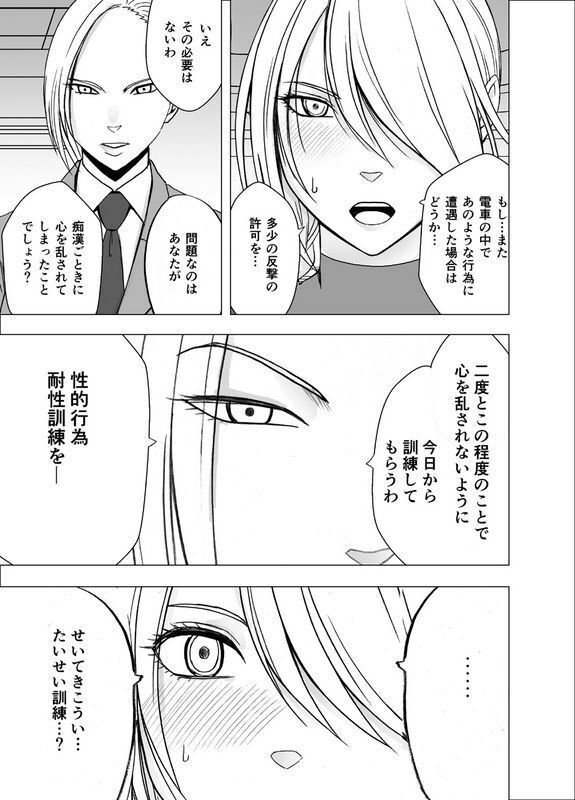 もし…また
電車の中で
あのような行為に
遭遇した場合は
どうか…
多少の反撃の
許可を…
いえ
その必要は
ないわ
問題なのは
あなたが
痴漢ごときに
心を乱されて
しまったこと
でしょう?
二度とこの程度のことで
心を乱されないように
今日から
訓練して
もらうわ
性的行為
耐性訓練を―
……
せいてきこうい…
たいせい訓練…?